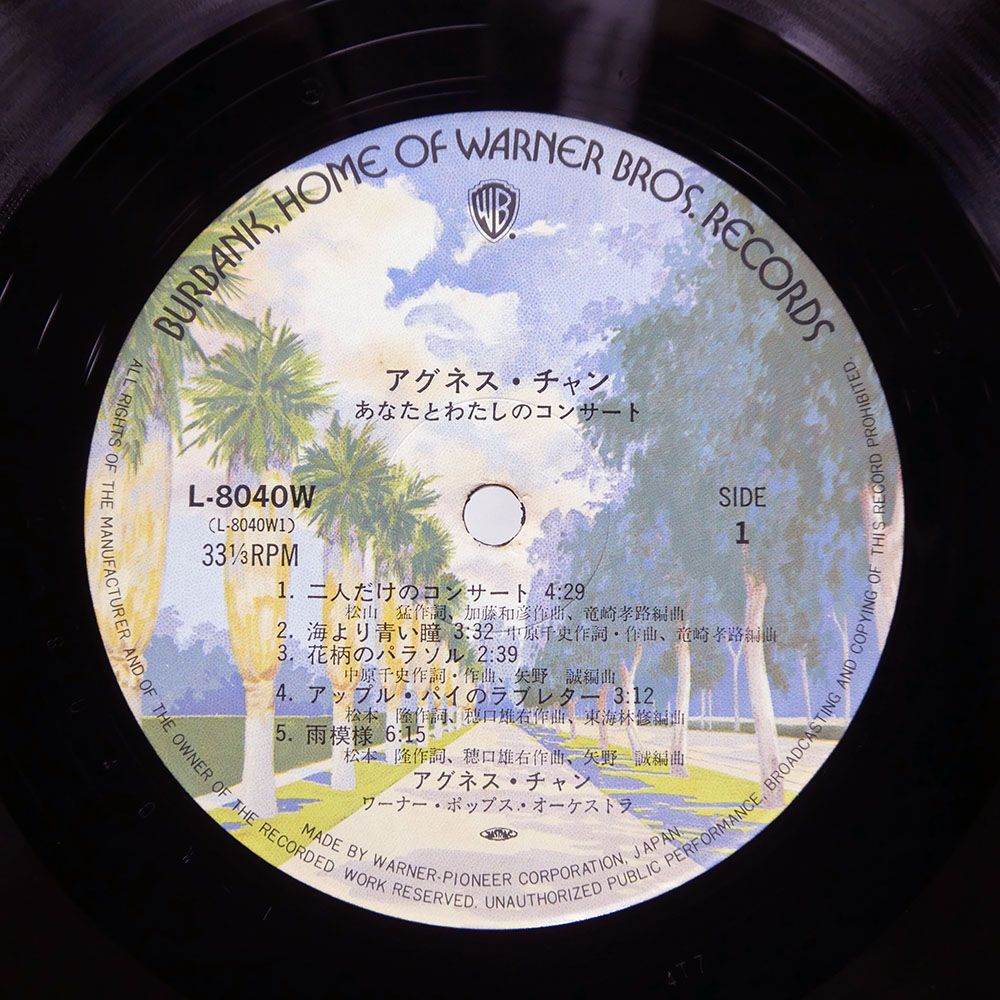 BURBANK, HOME OF WARNER BROS. RECORDS
WB
アグネス・チャン
あなたとわたしのコンサート
L-8040W
(L-8040W1)
33⅓RPM
SIDE
1
1. 二人だけのコンサート 4:29
松山 猛作詞、加藤和彦作曲、竜崎孝路編曲
2. 海より青い瞳 3:32 中原千史作詞・作曲、竜崎孝路編曲
3. 花柄のパラソル 2:39
中原千史作詞・作曲、矢野 誠編曲
4. アップル・パイのラブレター 3:12
松本 隆作詞、穂口雄右作曲、東海林修編曲
5. 雨模様 6:15
松本 隆作詞、穂口雄右作曲、矢野 誠編曲
アグネス・チャン
ワーナー・ポップス・オーケストラ
MADE BY WARNER-PIONEER CORPORATION, JAPAN
ALL RIGHTS OF THE MANUFACTURER AND OF THE OWNER OF THE RECORDED WORK RESERVED. UNAUTHORIZED PUBLIC PERFORMANCE, BROADCASTING AND COPYING OF THIS RECORD PROHIBITED.